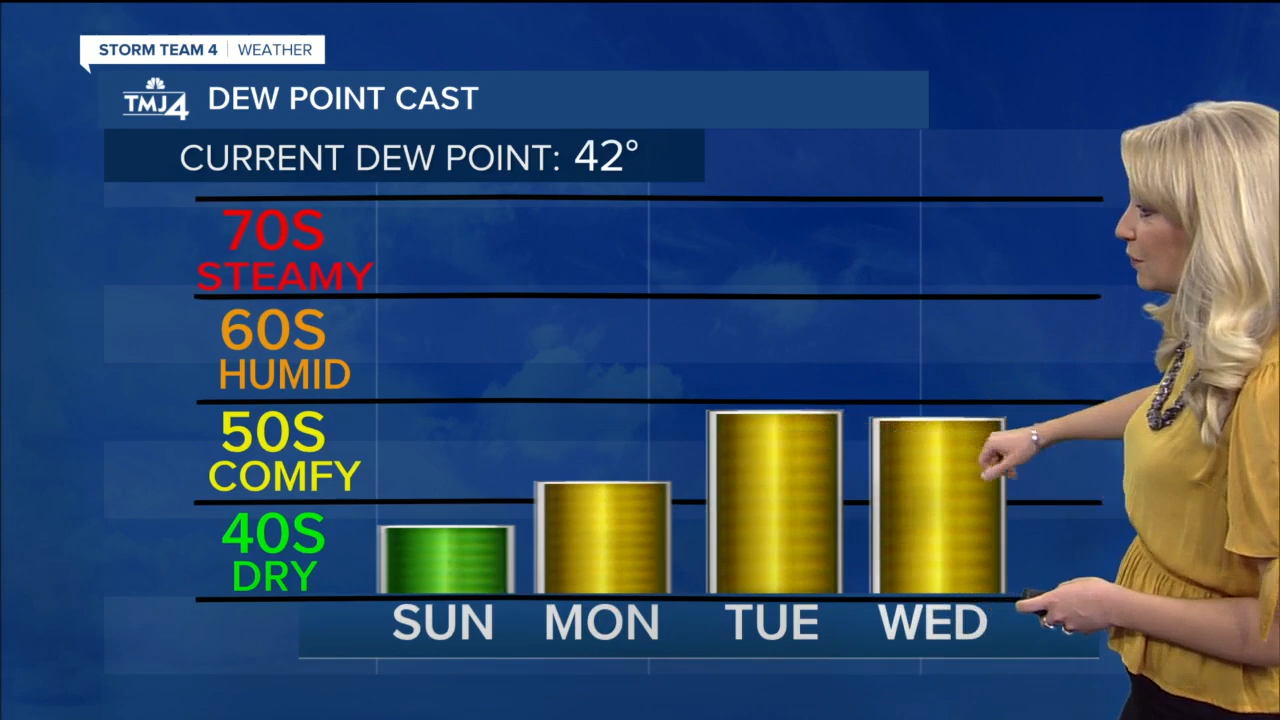 STORM TEAM 4 | WEATHER
TMJ4 DEW POINT CAST
CURRENT DEW POINT: 42°
70S
STEAMY
60S
HUMID
50S
COMFY
40S
DRY
SUN MON TUE WED